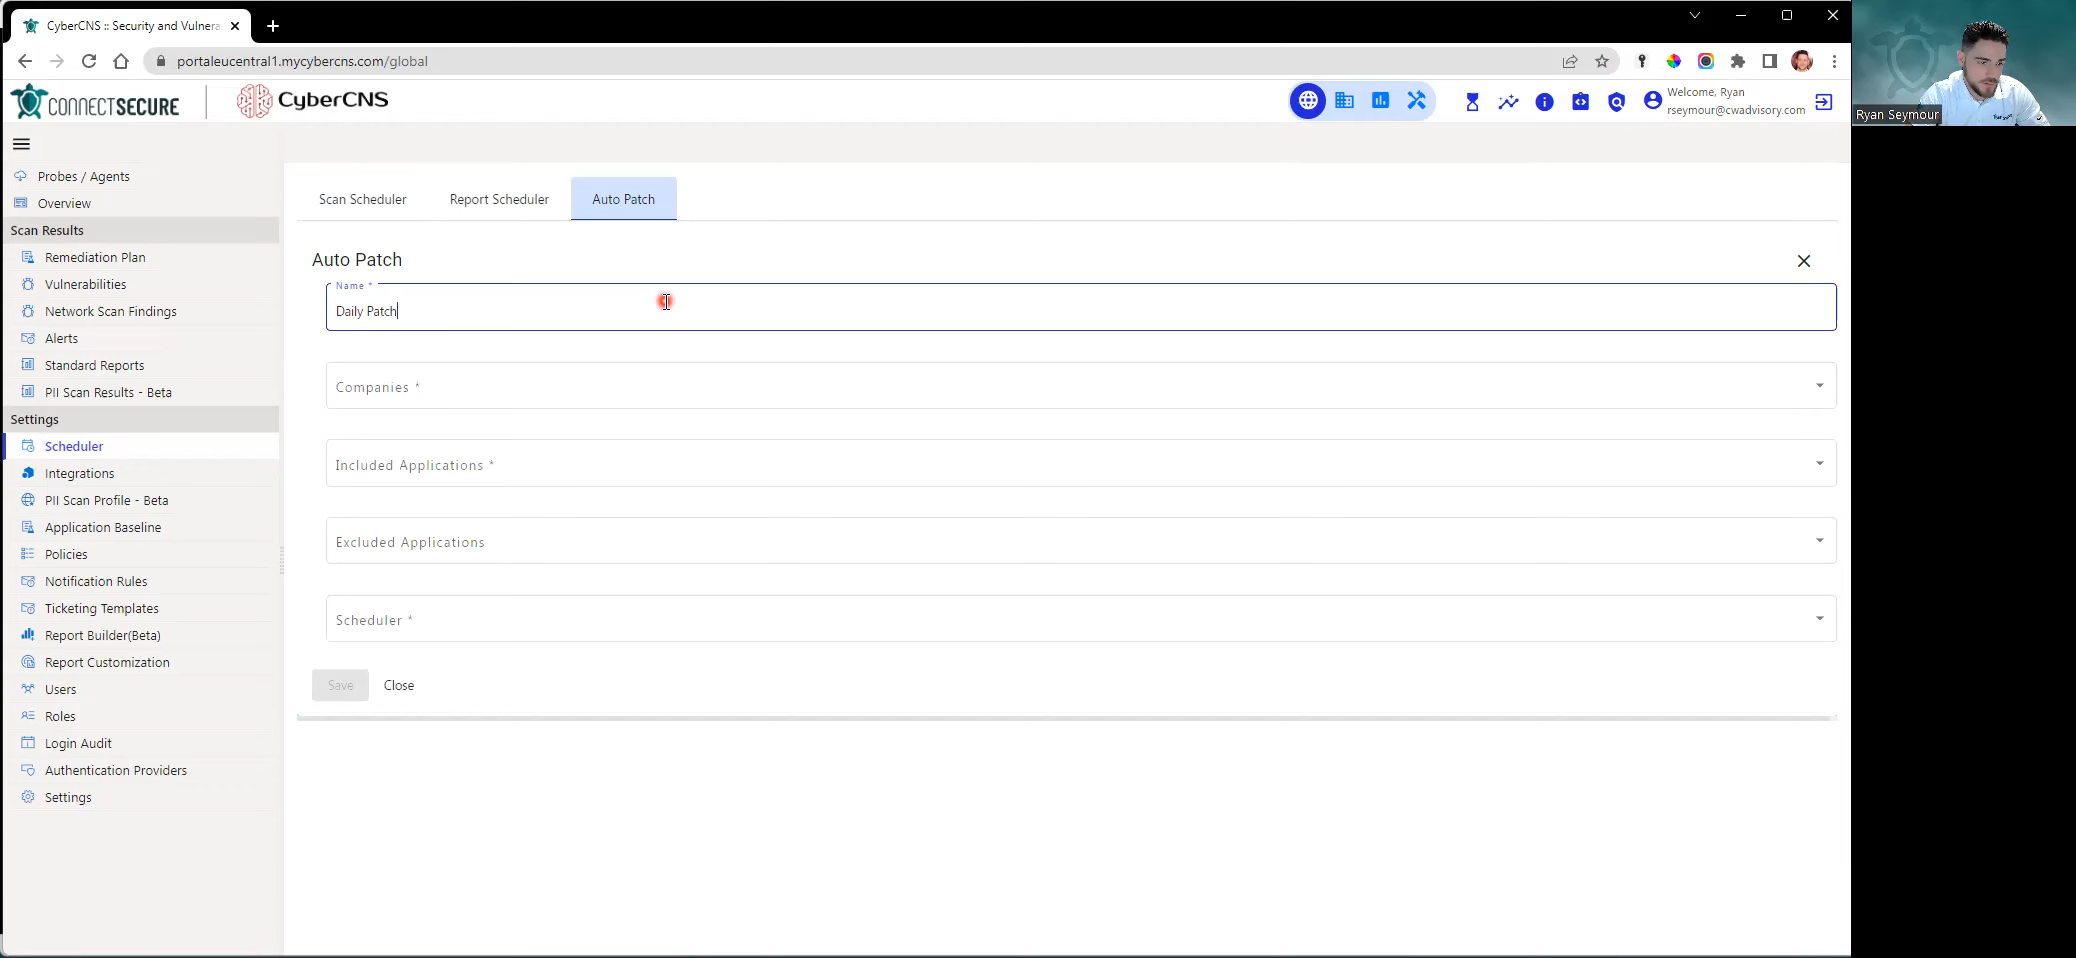 CyberCNS :: Security and Vulnera
portaleucentral1.mycybercns.com/global
CONNECTSECURE
CyberCNS
Welcome, Ryan
rseymour@cwadvisory.com
Ryan Seymour
Probes / Agents
Overview
Scan Results
Remediation Plan
Vulnerabilities
Network Scan Findings
Alerts
Standard Reports
PII Scan Results - Beta
Settings
Scheduler
Integrations
PII Scan Profile - Beta
Application Baseline
Policies
Notification Rules
Ticketing Templates
Report Builder(Beta)
Report Customization
Users
Roles
Login Audit
Authentication Providers
Settings
Scan Scheduler
Report Scheduler
Auto Patch
Auto Patch
Name *
Daily Patch
Companies *
Included Applications *
Excluded Applications
Scheduler *
Save
Close